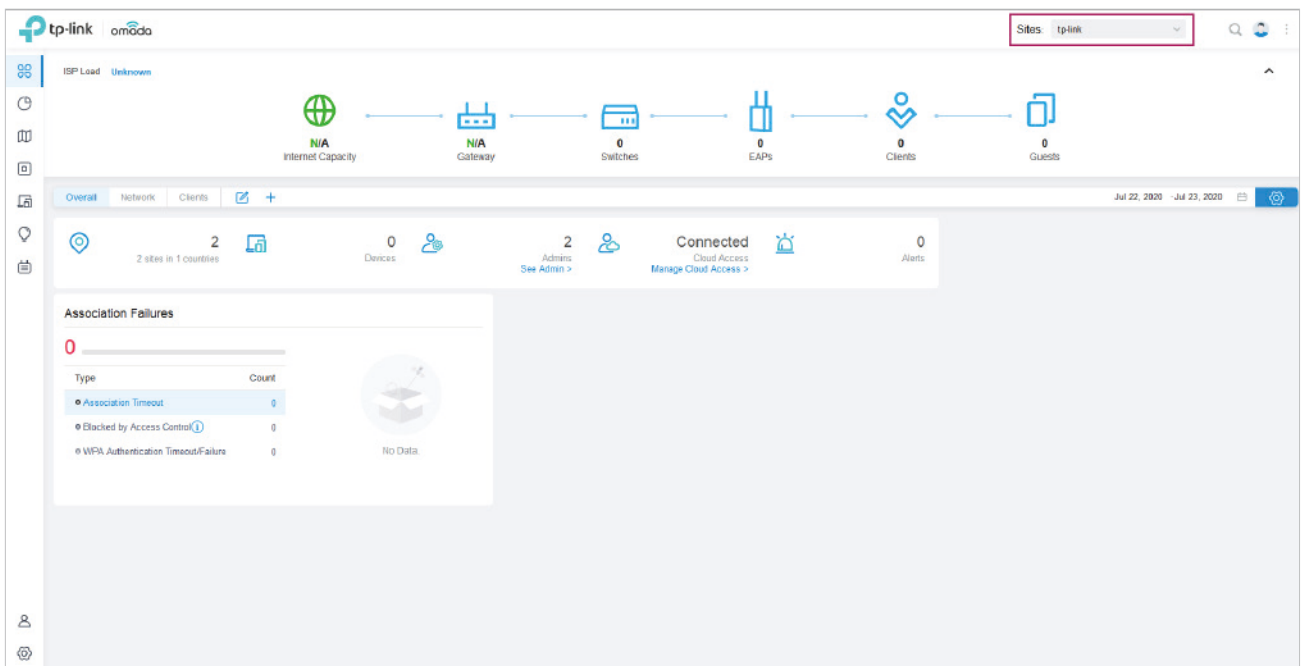 tp-link omada Sites: tp-link
ISP Load Unknown
N/A N/A 0 0 0 0
Internet Capacity Gateway Switches EAPs Clients Guests
Overall Network Clients + Jul 22, 2020 -Jul 23, 2020
2 0 2 Connected 0
2 sites in 1 countries Devices Admins Cloud Access Alerts
See Admin > Manage Cloud Access >
Association Failures
0
Type Count
Association Timeout 0
Blocked by Access Control 0
WPA Authentication Timeout/Failure 0
No Data.